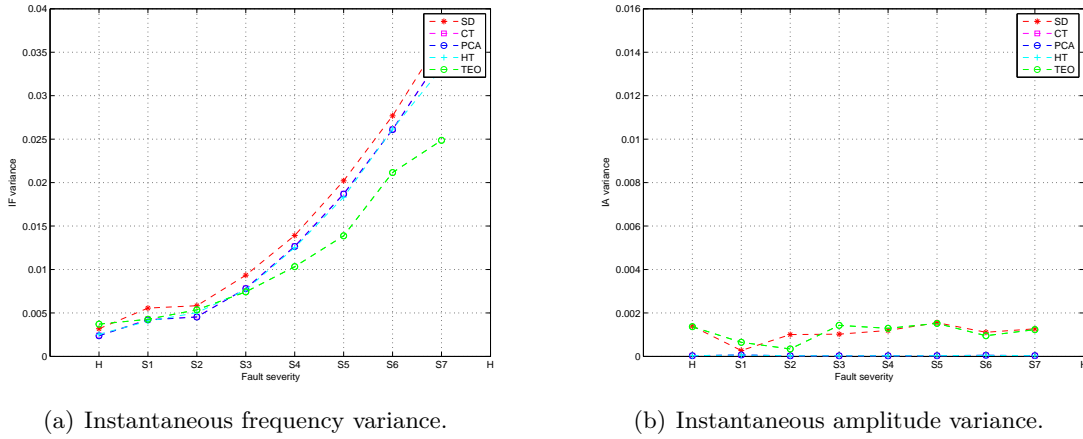 0.04
0.035
0.03
0.025
0.02
0.015
0.01
0.005
0
IF variance
H S1 S2 S3 S4 S5 S6 S7 H
Fault severity
SD
CT
PCA
HT
TEO
(a) Instantaneous frequency variance.
0.016
0.014
0.012
0.01
0.008
0.006
0.004
0.002
0
IA variance
H S1 S2 S3 S4 S5 S6 S7 H
Fault severity
SD
CT
PCA
HT
TEO
(b) Instantaneous amplitude variance.